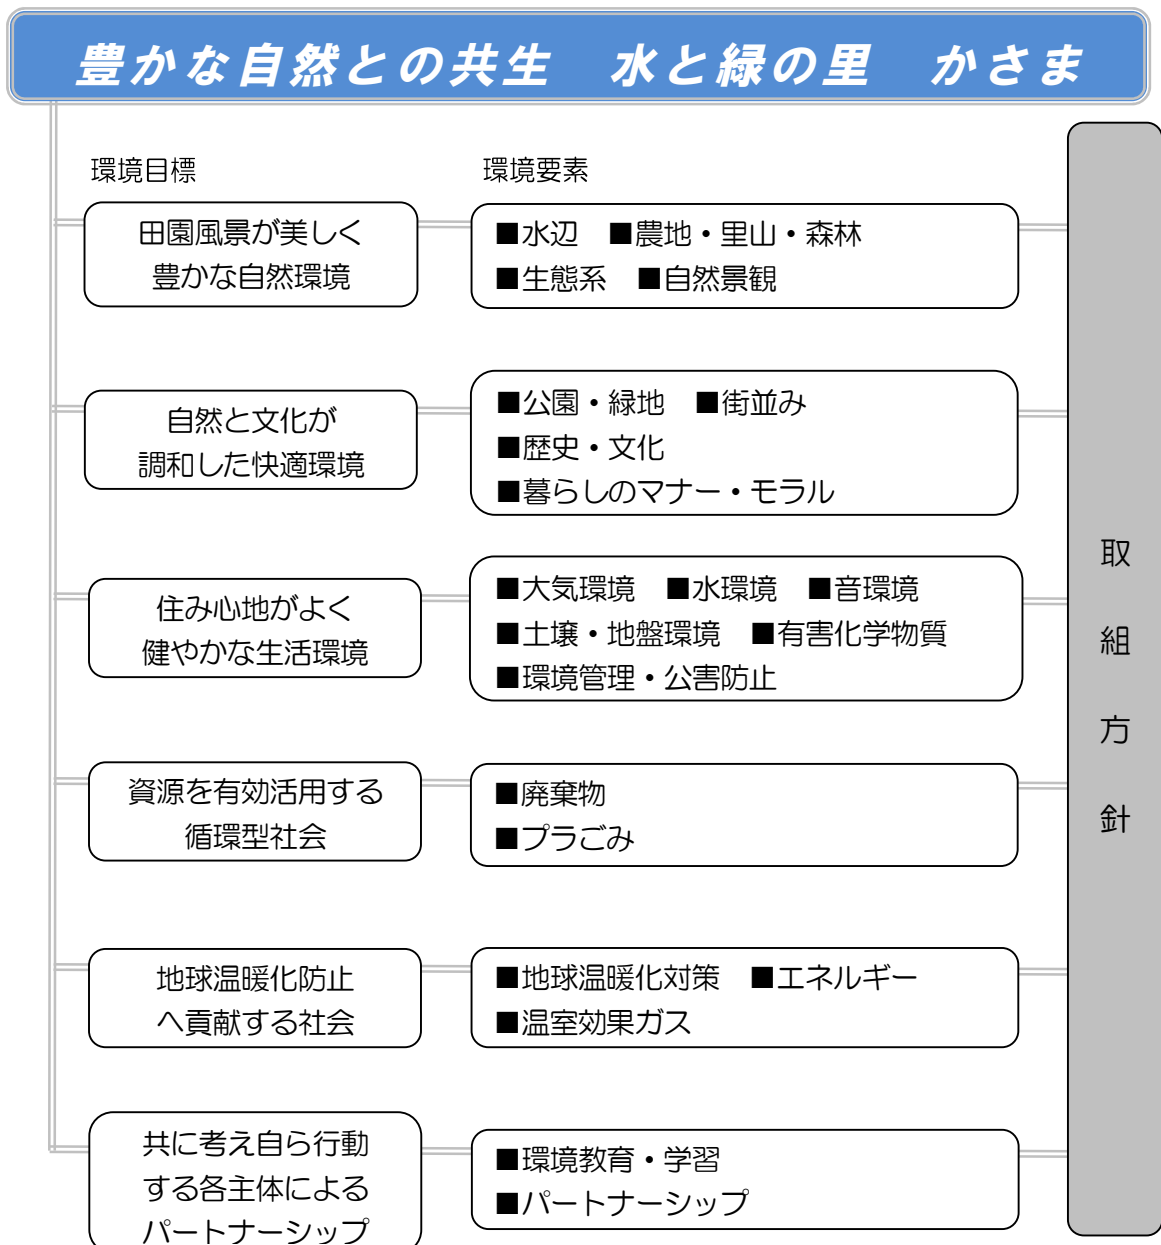 豊かな自然との共生　水と緑の里　かさま
環境目標
環境要素
田園風景が美しく
豊かな自然環境
■水辺　■農地・里山・森林
■生態系　■自然景観
自然と文化が
調和した快適環境
■公園・緑地　■街並み
■歴史・文化
■暮らしのマナー・モラル
住み心地がよく
健やかな生活環境
■大気環境　■水環境　■音環境
■土壌・地盤環境　■有害化学物質
■環境管理・公害防止
資源を有効活用する
循環型社会
■廃棄物
■プラごみ
地球温暖化防止
へ貢献する社会
■地球温暖化対策　■エネルギー
■温室効果ガス
共に考え自ら行動
する各主体による
パートナーシップ
■環境教育・学習
■パートナーシップ
取組方針